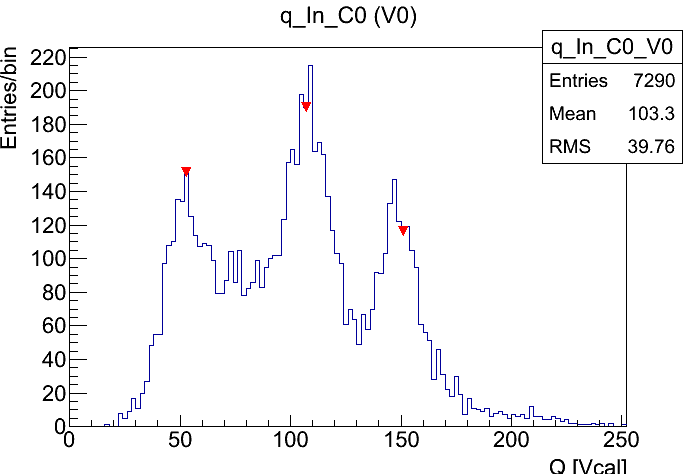 q_In_C0 (V0)
q_In_C0_V0
Entries 7290
Mean 103.3
RMS 39.76
Entries/bin
220
200
180
160
140
120
100
80
60
40
20
0
0 50 100 150 200 250
Q [Vcal]